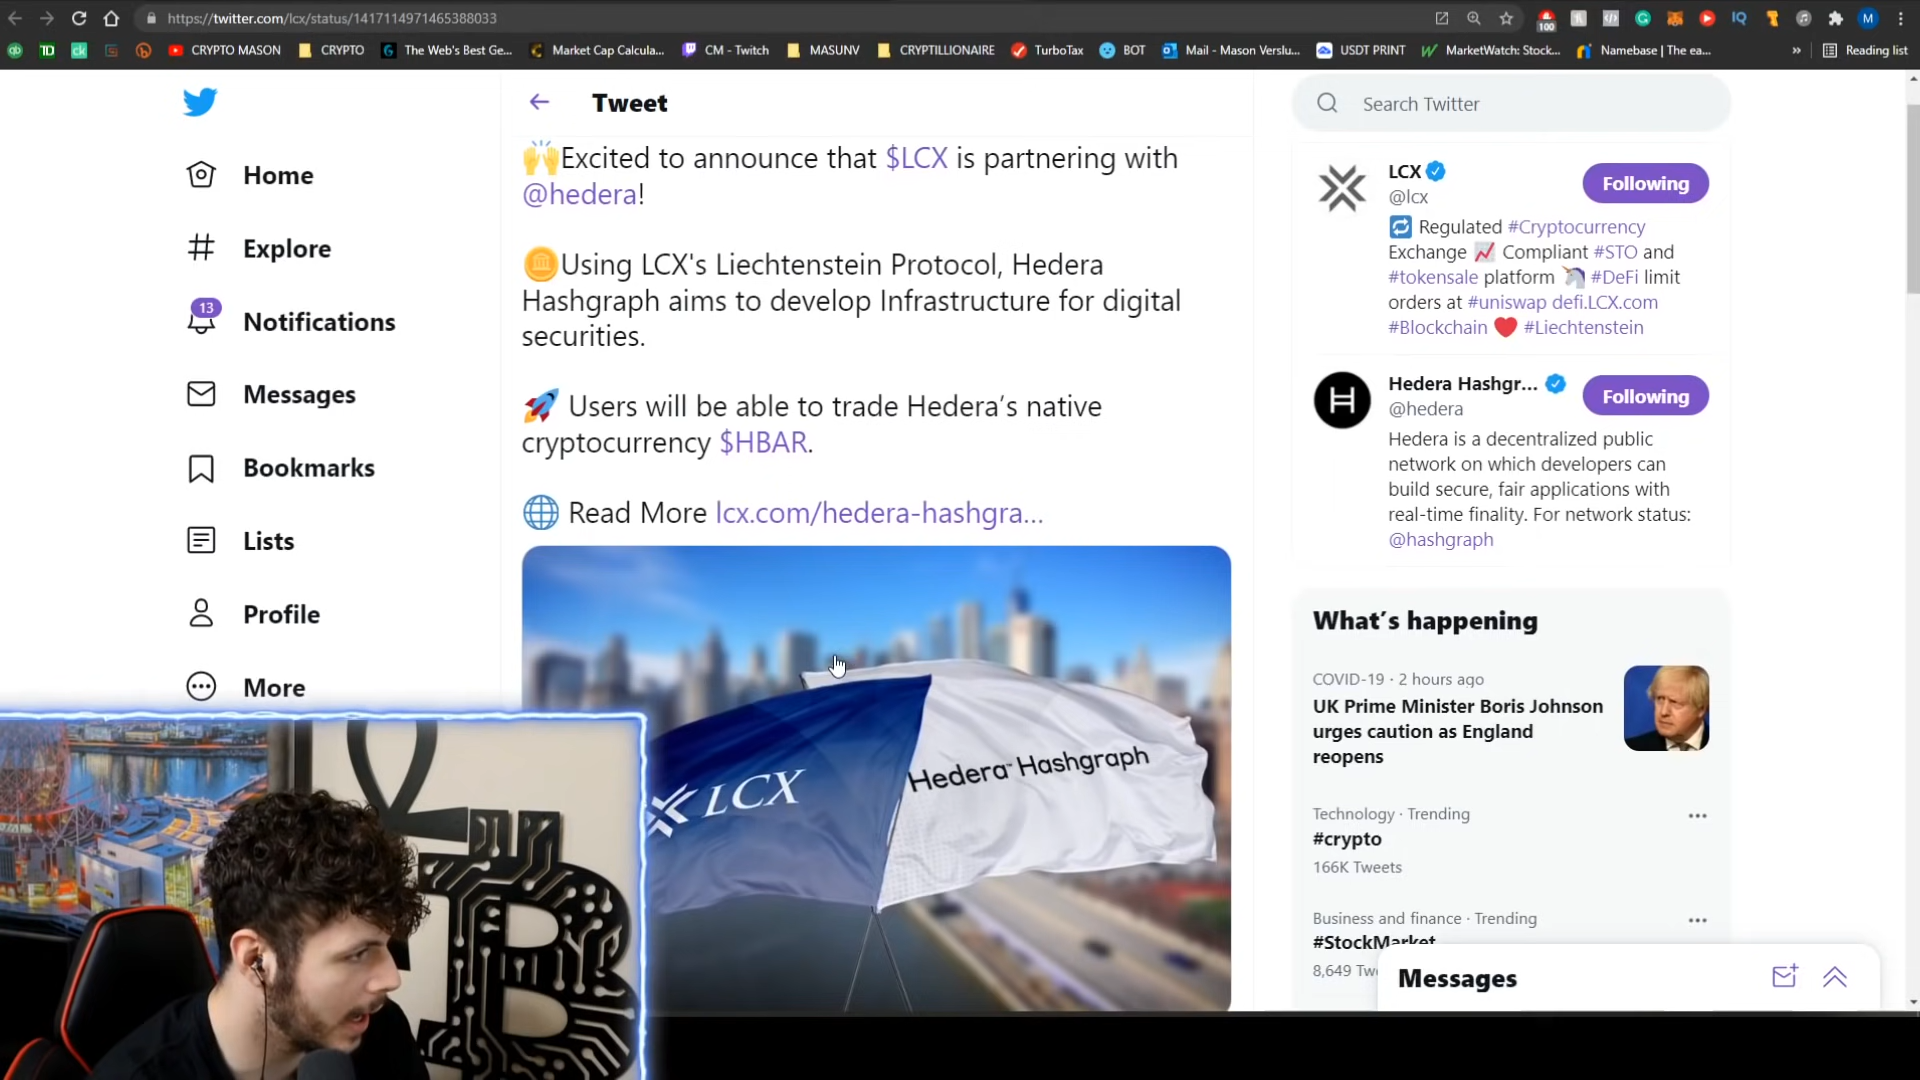 https://twitter.com/lcx/status/1417114971465388033
100
IQ
M
TD
ck
CRYPTO MASON
CRYPTO
The Web's Best Ge...
Market Cap Calcula...
CM - Twitch
MASUNV
CRYPTILLIONAIRE
TurboTax
BOT
Mail - Mason Verslu...
USDT PRINT
MarketWatch: Stock...
Namebase | The ea...
»
Reading list
Home
Explore
13
Notifications
Messages
Bookmarks
Lists
Profile
More
Tweet
🙌Excited to announce that $LCX is partnering with
@hedera!
Using LCX's Liechtenstein Protocol, Hedera
Hashgraph aims to develop Infrastructure for digital
securities.
🚀 Users will be able to trade Hedera’s native
cryptocurrency $HBAR.
🌐 Read More lcx.com/hedera-hashgra...
LCX
Hedera Hashgraph
Search Twitter
LCX
@lcx
Following
🔁 Regulated #Cryptocurrency
Exchange 📈 Compliant #STO and
#tokensale platform 🦄 #DeFi limit
orders at #uniswap defi.LCX.com
#Blockchain ❤️ #Liechtenstein
Hedera Hashgr...
@hedera
Following
Hedera is a decentralized public
network on which developers can
build secure, fair applications with
real-time finality. For network status:
@hashgraph
What’s happening
COVID-19 · 2 hours ago
UK Prime Minister Boris Johnson
urges caution as England
reopens
Technology · Trending
#crypto
166K Tweets
Business and finance · Trending
#StockMarket
8,649
Messages